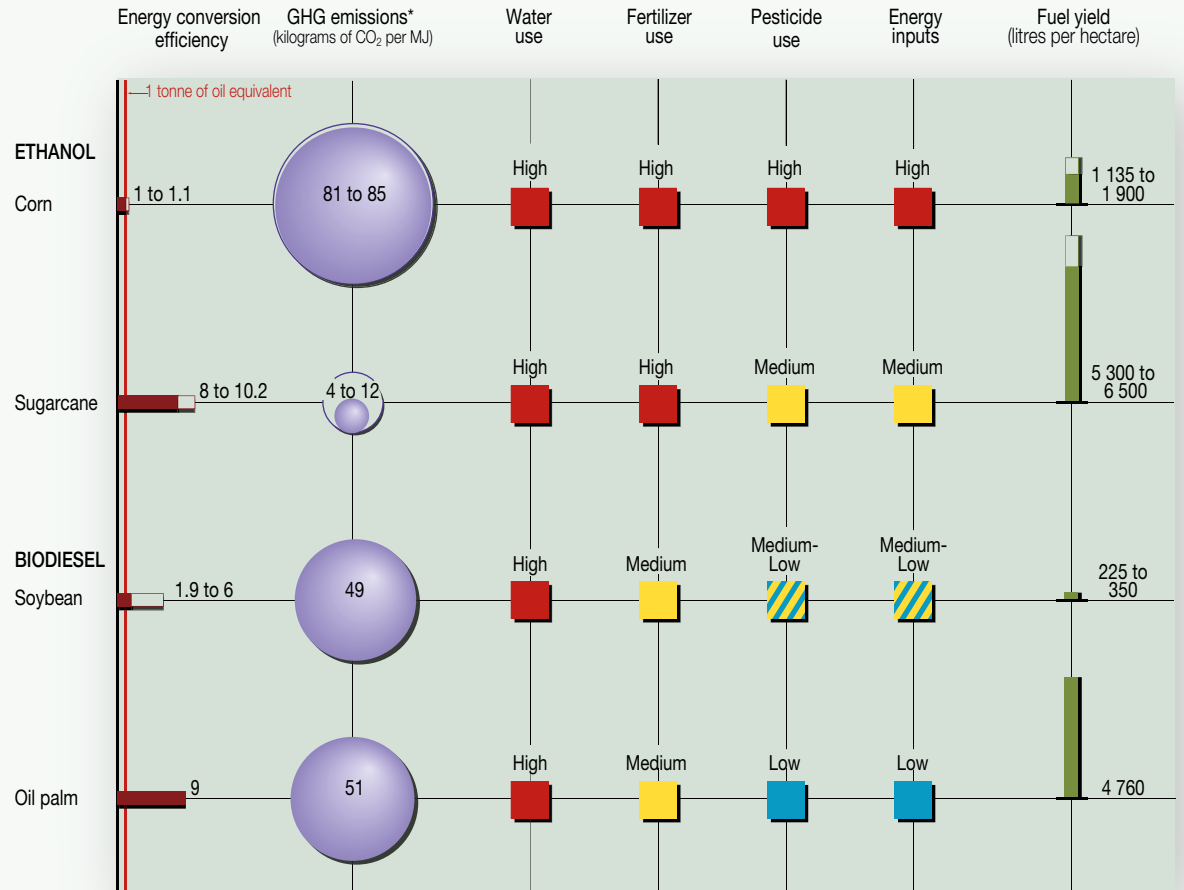 Energy conversion
efficiency
GHG emissions*
(kilograms of CO₂ per MJ)
Water
use
Fertilizer
use
Pesticide
use
Energy
inputs
Fuel yield
(litres per hectare)
1 tonne of oil equivalent
ETHANOL
Corn
1 to 1.1
81 to 85
High
High
High
High
1 135 to
1 900
Sugarcane
8 to 10.2
4 to 12
High
High
Medium
Medium
5 300 to
6 500
BIODIESEL
Soybean
1.9 to 6
49
High
Medium
Medium-
Low
Medium-
Low
225 to
350
Oil palm
9
51
High
Medium
Low
Low
4 760